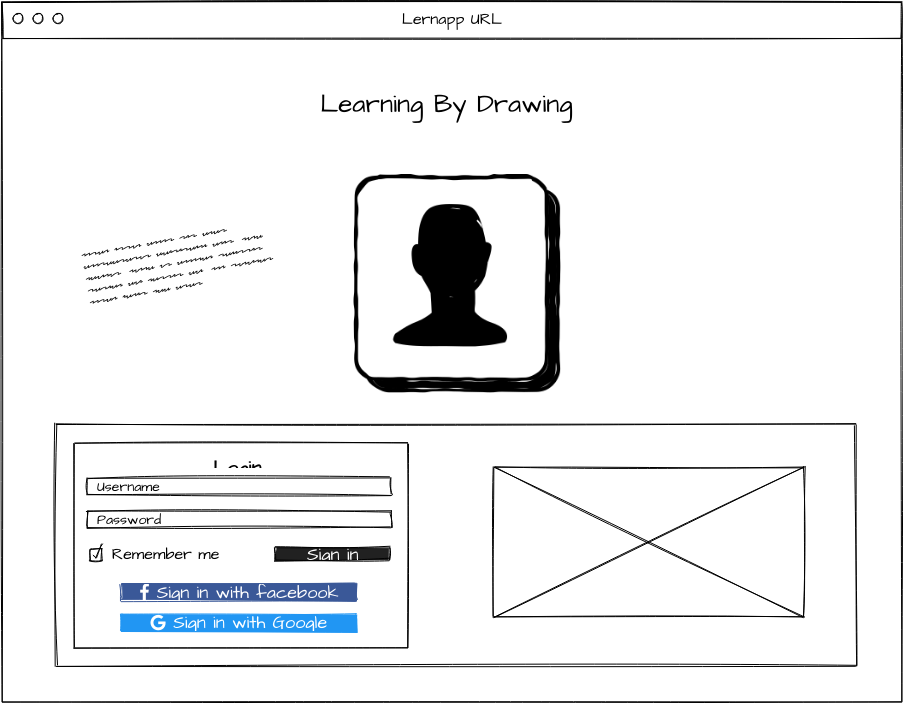 Lernapp URL
Learning By Drawing
Login
Username
Password
Remember me
Sign in
Sign in with facebook
Sign in with Google